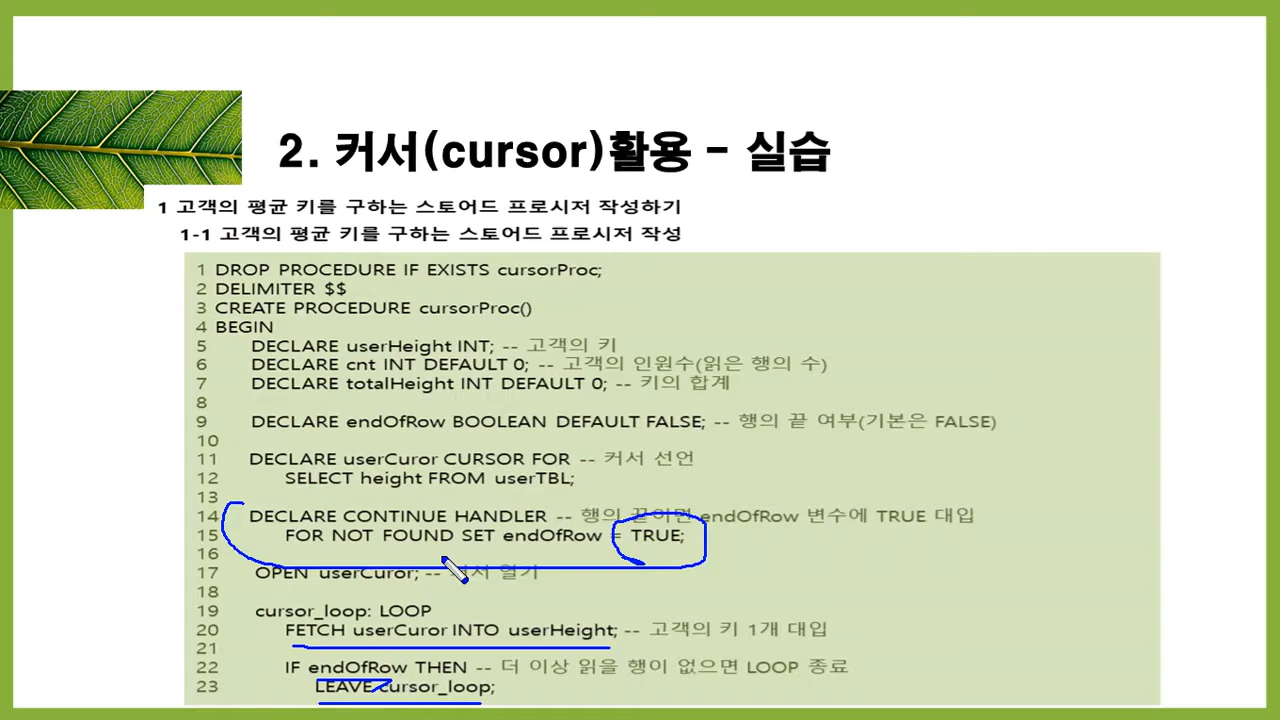 2. 커서(cursor)활용 - 실습
1 고객의 평균 키를 구하는 스토어드 프로시저 작성하기
1-1 고객의 평균 키를 구하는 스토어드 프로시저 작성
1 DROP PROCEDURE IF EXISTS cursorProc;
2 DELIMITER $$
3 CREATE PROCEDURE cursorProc()
4 BEGIN
5 DECLARE userHeight INT; -- 고객의 키
6 DECLARE cnt INT DEFAULT 0; -- 고객의 인원수(읽은 행의 수)
7 DECLARE totalHeight INT DEFAULT 0; -- 키의 합계
8
9 DECLARE endOfRow BOOLEAN DEFAULT FALSE; -- 행의 끝 여부(기본은 FALSE)
10
11 DECLARE userCuror CURSOR FOR -- 커서 선언
12 SELECT height FROM userTBL;
13
14 DECLARE CONTINUE HANDLER -- 행의 끝이면 endOfRow 변수에 TRUE 대입
15 FOR NOT FOUND SET endOfRow = TRUE;
16
17 OPEN userCuror; -- 커서 열기
18
19 cursor_loop: LOOP
20 FETCH userCuror INTO userHeight; -- 고객의 키 1개 대입
21
22 IF endOfRow THEN -- 더 이상 읽을 행이 없으면 LOOP 종료
23 LEAVE cursor_loop;